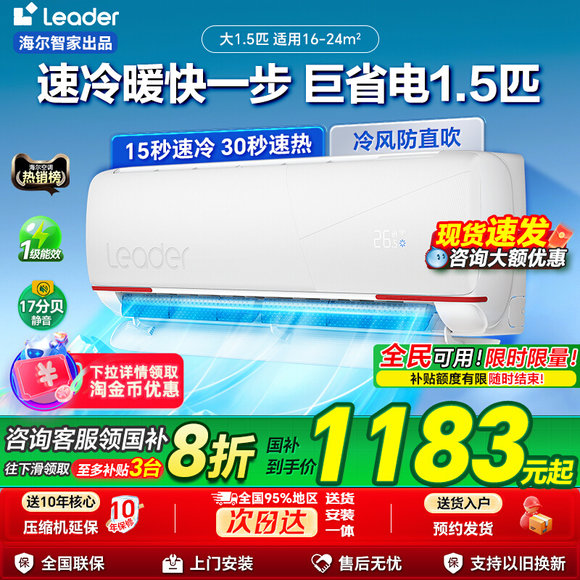 Leader
海尔智家出品
大1.5匹 适用16-24m²
速冷暖快一步 巨省电1.5匹
15秒速冷 30秒速热
冷风防直吹
海尔空调
热销榜
1级能效
17分贝
静音
Leader
26.5
现货速发
咨询大额优惠
下拉详情领取
淘金币优惠
全民可用!限时限量!
补贴额度有限随时结束!
咨询客服领国补
往下滑领取 至多补贴3台
8折
国补
到手价
1183元起
送10年核心
压缩机延保
10
年保修
全国95%地区
次日达
送货
安装
一体
送货入户
预约发货
保 全国联保
保 上门安装
保 售后无忧
保 支持以旧换新